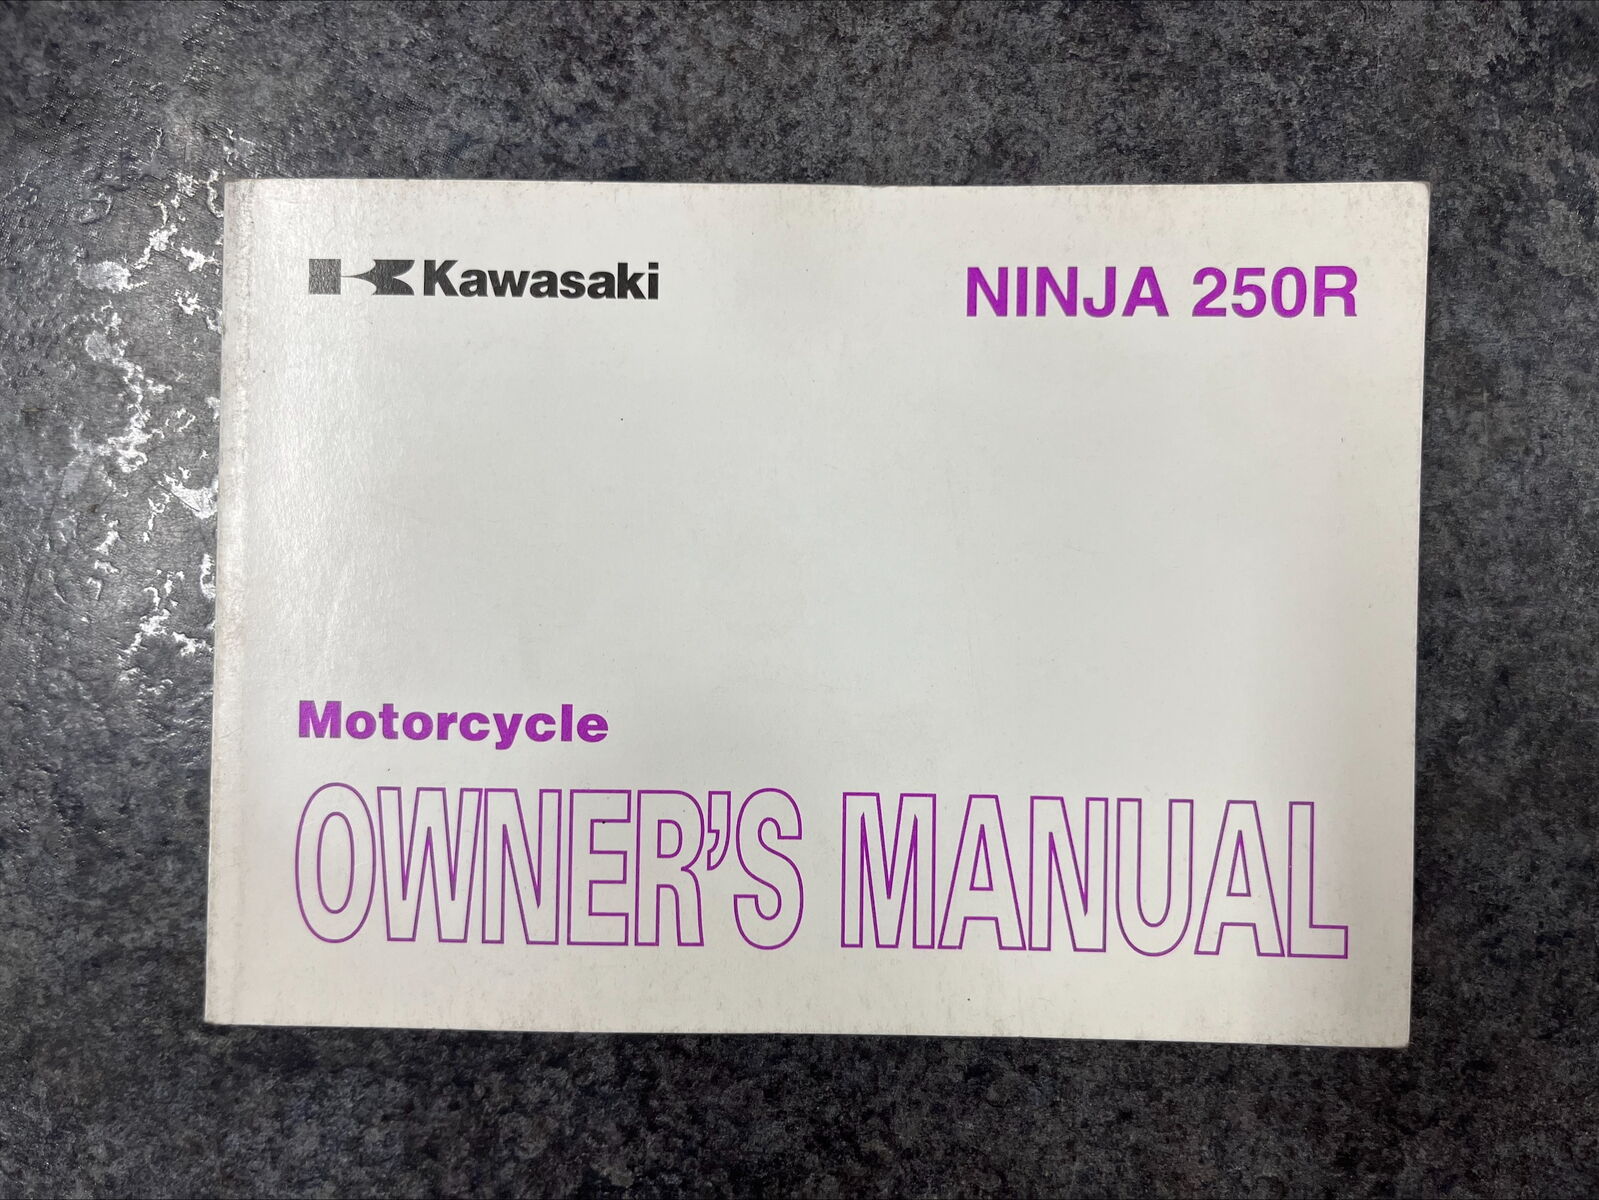 Kawasaki
NINJA 250R
Motorcycle
OWNER'S MANUAL